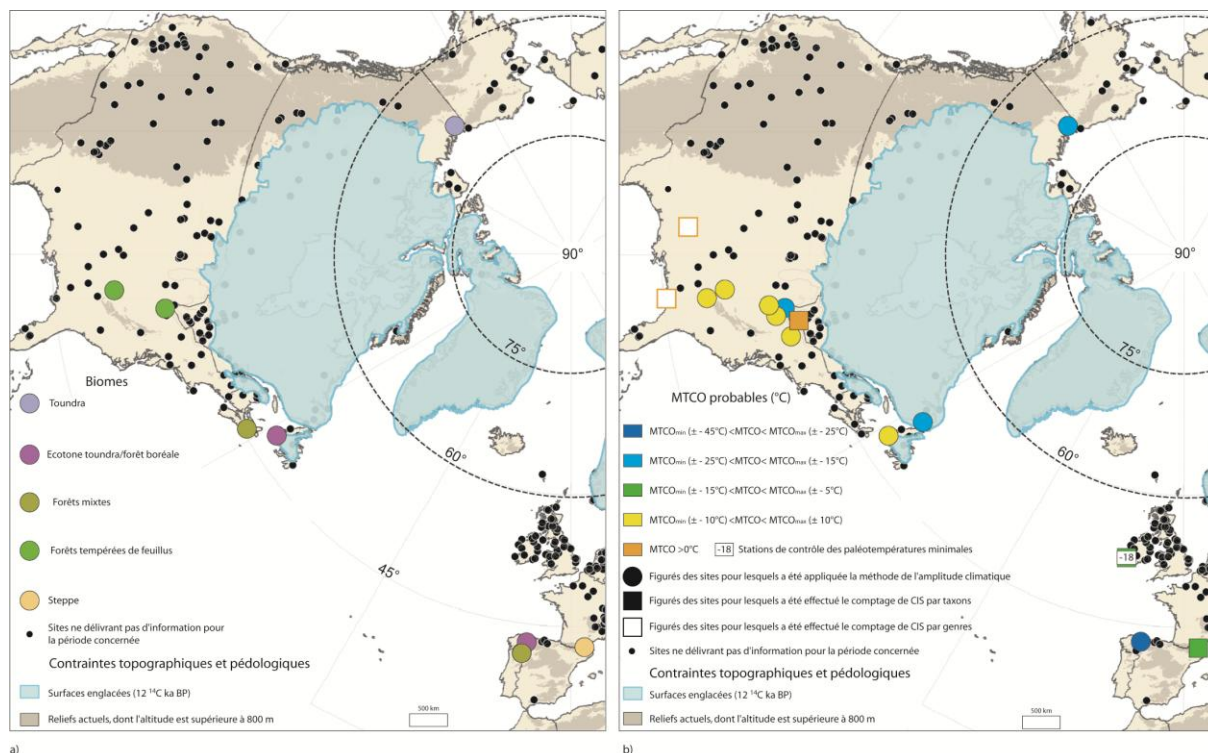 90°
75°
60°
45°
Biomes
Toundra
Ecotone toundra/forêt boréale
Forêts mixtes
Forêts tempérées de feuillus
Steppe
Sites ne délivrant pas d'information pour
la période concernée
Contraintes topographiques et pédologiques
Surfaces englacées (12 ¹⁴C ka BP)
Reliefs actuels, dont l'altitude est supérieure à 800 m
500 km
a)
90°
75°
60°
45°
MTCO probables (°C)
MTCOmin (± - 45°C) <MTCO< MTCOmax (± - 25°C)
MTCOmin (± - 25°C) <MTCO< MTCOmax (± - 15°C)
MTCOmin (± - 15°C) <MTCO< MTCOmax (± - 5°C)
MTCOmin (± - 10°C) <MTCO< MTCOmax (± 10°C)
MTCO >0°C -18 Stations de contrôle des paléotempératures minimales
-18
Figurés des sites pour lesquels a été appliquée la méthode de l'amplitude climatique
Figurés des sites pour lesquels a été effectué le comptage de CIS par taxons
Figurés des sites pour lesquels a été effectué le comptage de CIS par genres
Sites ne délivrant pas d'information pour la période concernée
Contraintes topographiques et pédologiques
Surfaces englacées (12 ¹⁴C ka BP)
Reliefs actuels, dont l'altitude est supérieure à 800 m
500 km
b)